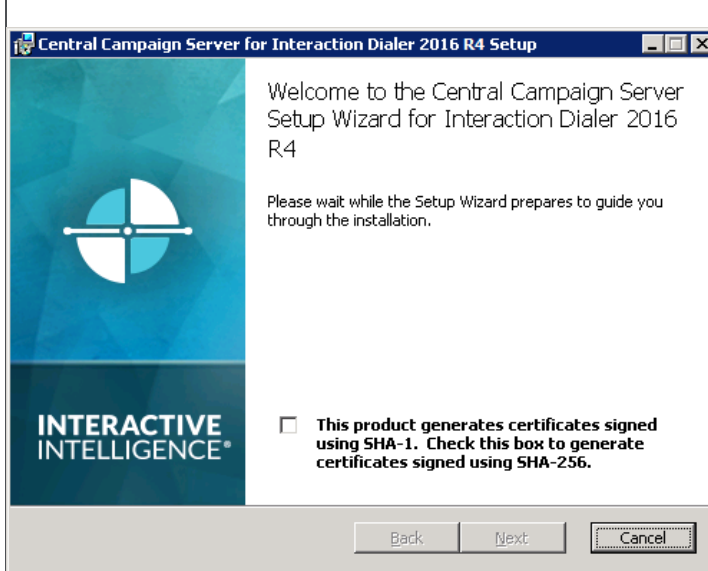 Central Campaign Server for Interaction Dialer 2016 R4 Setup
Welcome to the Central Campaign Server
Setup Wizard for Interaction Dialer 2016
R4
Please wait while the Setup Wizard prepares to guide you
through the installation.
INTERACTIVE
INTELLIGENCE®
This product generates certificates signed
using SHA-1. Check this box to generate
certificates signed using SHA-256.
Back
Next
Cancel